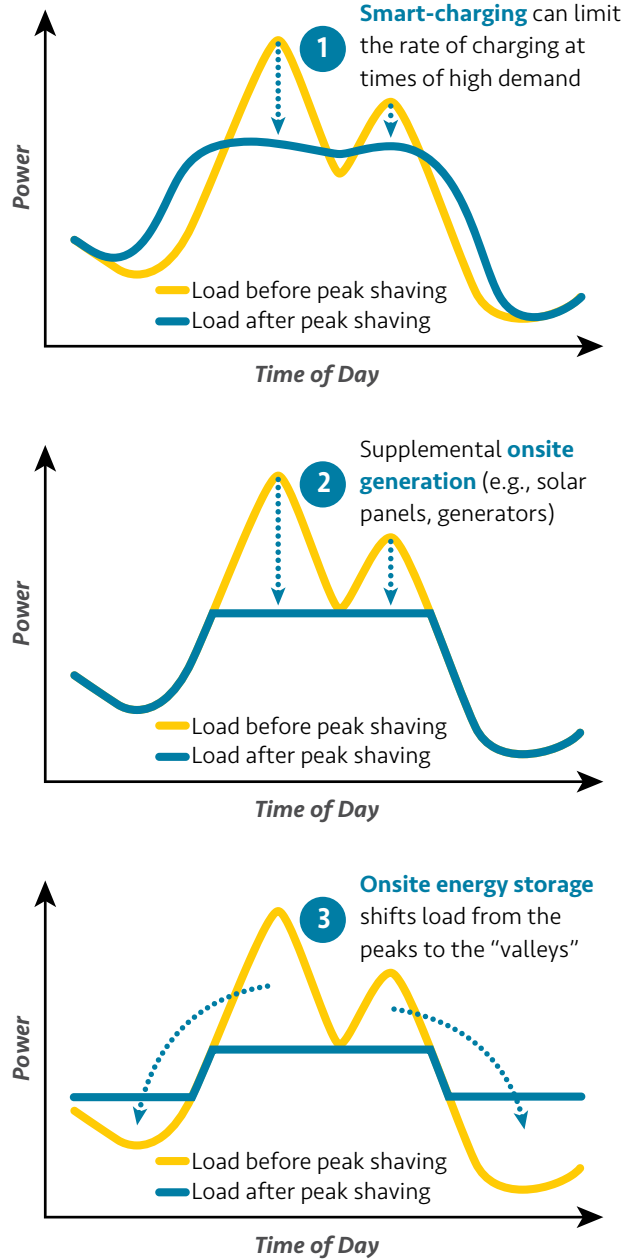 1
Smart-charging can limit
the rate of charging at
times of high demand
Power
Load before peak shaving
Load after peak shaving
Time of Day
2
Supplemental onsite
generation (e.g., solar
panels, generators)
Power
Load before peak shaving
Load after peak shaving
Time of Day
3
Onsite energy storage
shifts load from the
peaks to the “valleys”
Power
Load before peak shaving
Load after peak shaving
Time of Day